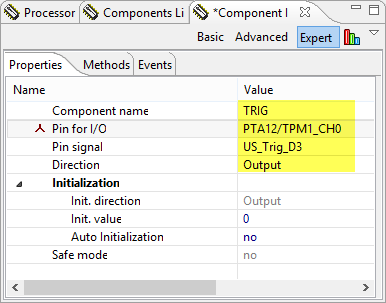 Processor
Components Li
*Component I
Basic Advanced Expert
Properties Methods Events
Name Value
Component name TRIG
Pin for I/O PTA12/TPM1_CH0
Pin signal US_Trig_D3
Direction Output
Initialization
Init. direction Output
Init. value 0
Auto Initialization no
Safe mode no